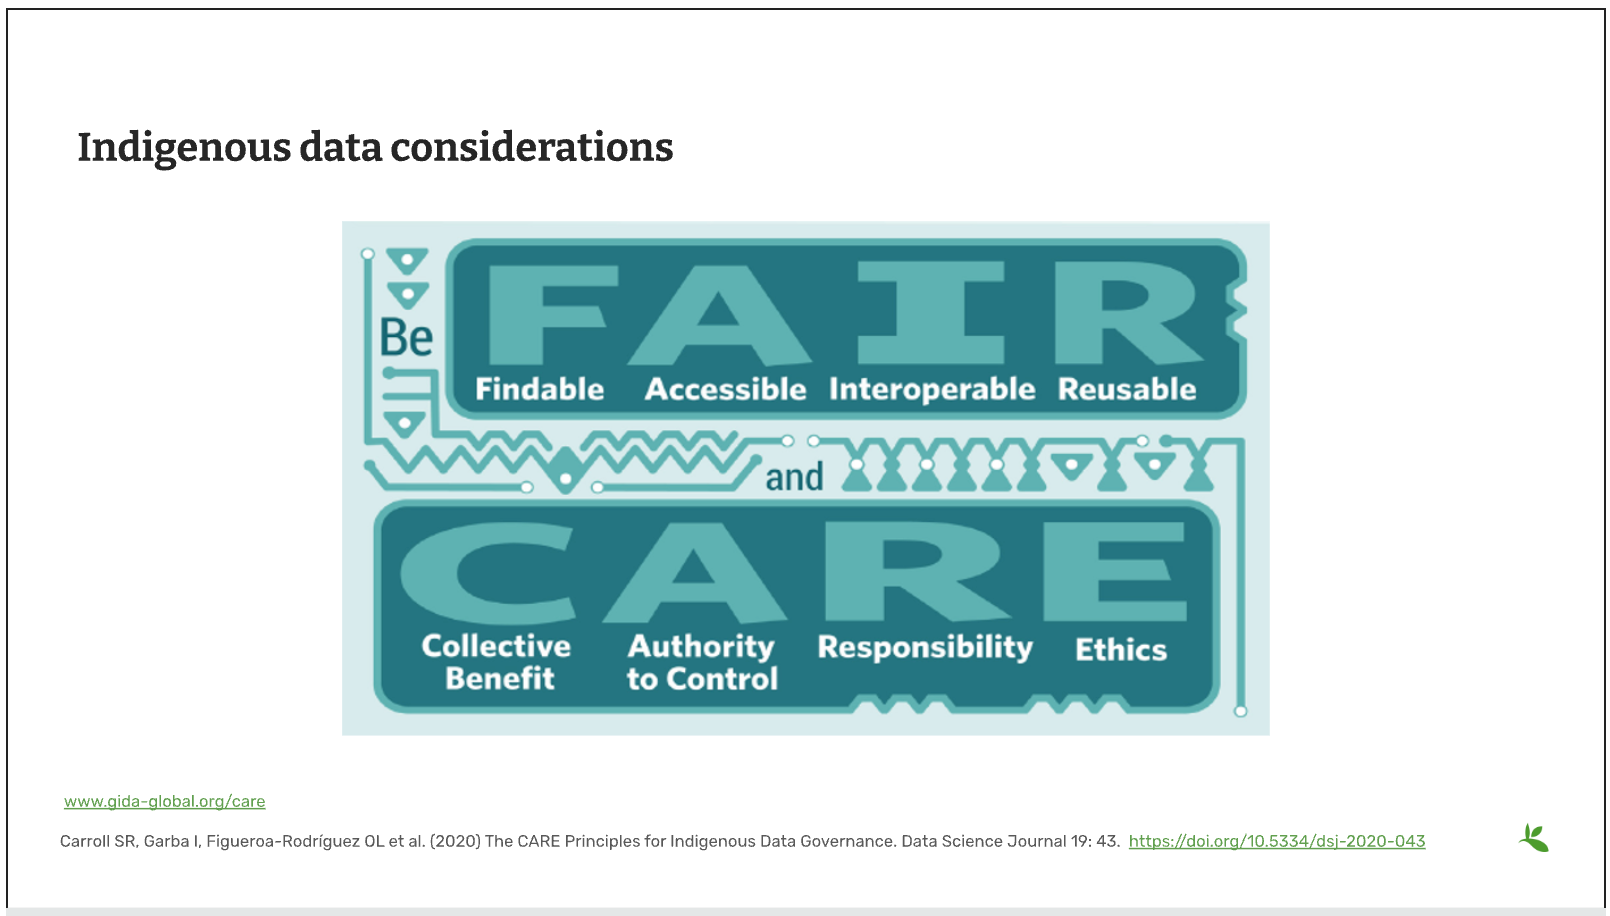 Indigenous data considerations
Be
FAIR
Findable Accessible Interoperable Reusable
and
CARE
Collective Benefit
Authority to Control
Responsibility
Ethics
www.gida-global.org/care
Carroll SR, Garba I, Figueroa-Rodríguez OL et al. (2020) The CARE Principles for Indigenous Data Governance. Data Science Journal 19: 43. https://doi.org/10.5334/dsj-2020-043